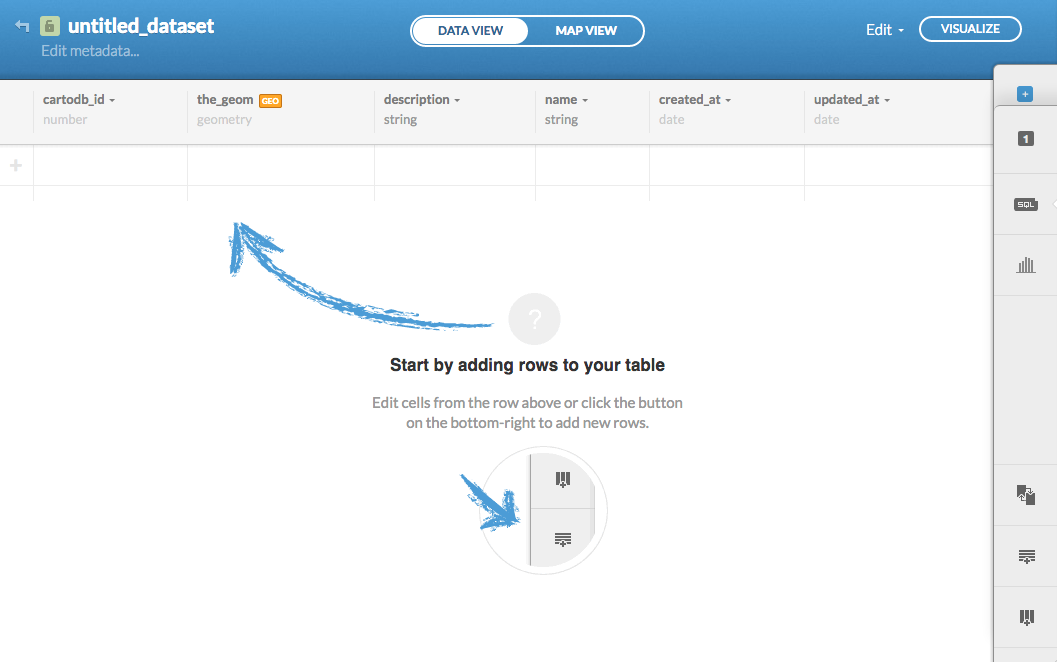 untitled_dataset
Edit metadata...
DATA VIEW
MAP VIEW
Edit
VISUALIZE
cartodb_id
number
the_geom GEO
geometry
description
string
name
string
created_at
date
updated_at
date
+
1
SQL
+
?
Start by adding rows to your table
Edit cells from the row above or click the button
on the bottom-right to add new rows.